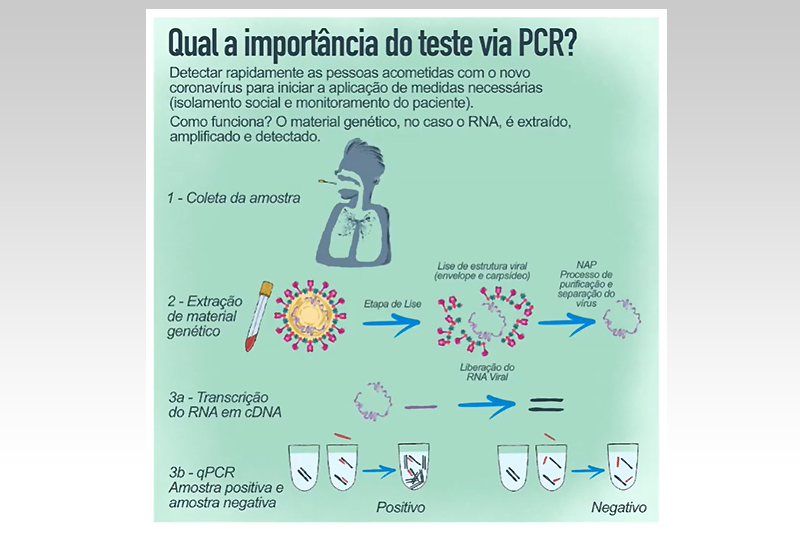 Qual a importância do teste via PCR?
Detectar rapidamente as pessoas acometidas com o novo
coronavírus para iniciar a aplicação de medidas necessárias
(isolamento social e monitoramento do paciente).
Como funciona? O material genético, no caso o RNA, é extraído,
amplificado e detectado.
1 - Coleta da amostra
2 - Extração
de material
genético
Etapa de Lise
Lise de estrutura viral
(envelope e carpsídeo)
NAP
Processo de
purificação e
separação do
vírus
Liberação do
RNA Viral
3a - Transcrição
do RNA em cDNA
3b - qPCR
Amostra positiva e
amostra negativa
Positivo
Negativo